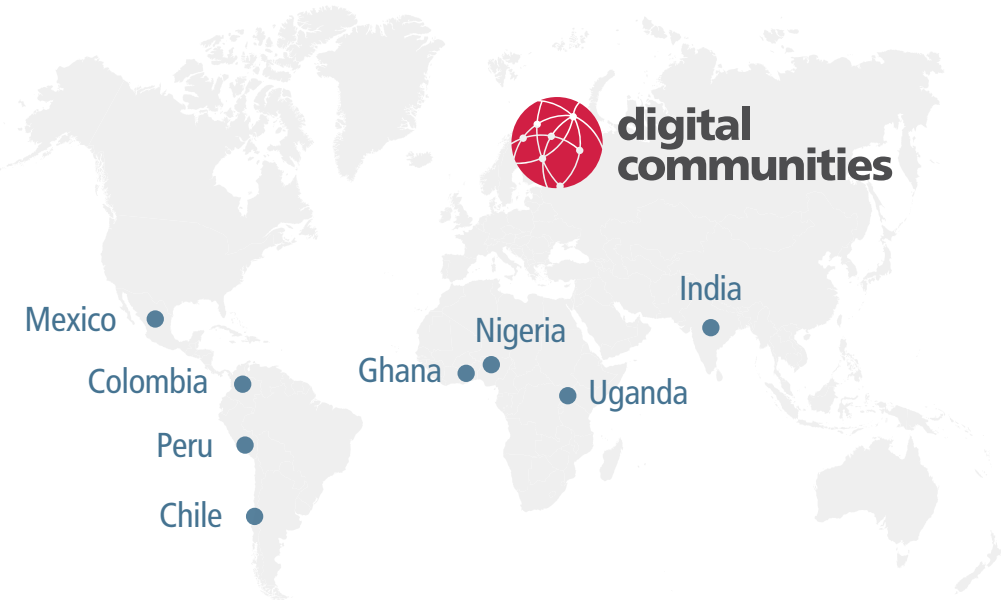 digital
communities
India
Mexico
Nigeria
Ghana
Colombia
Uganda
Peru
Chile